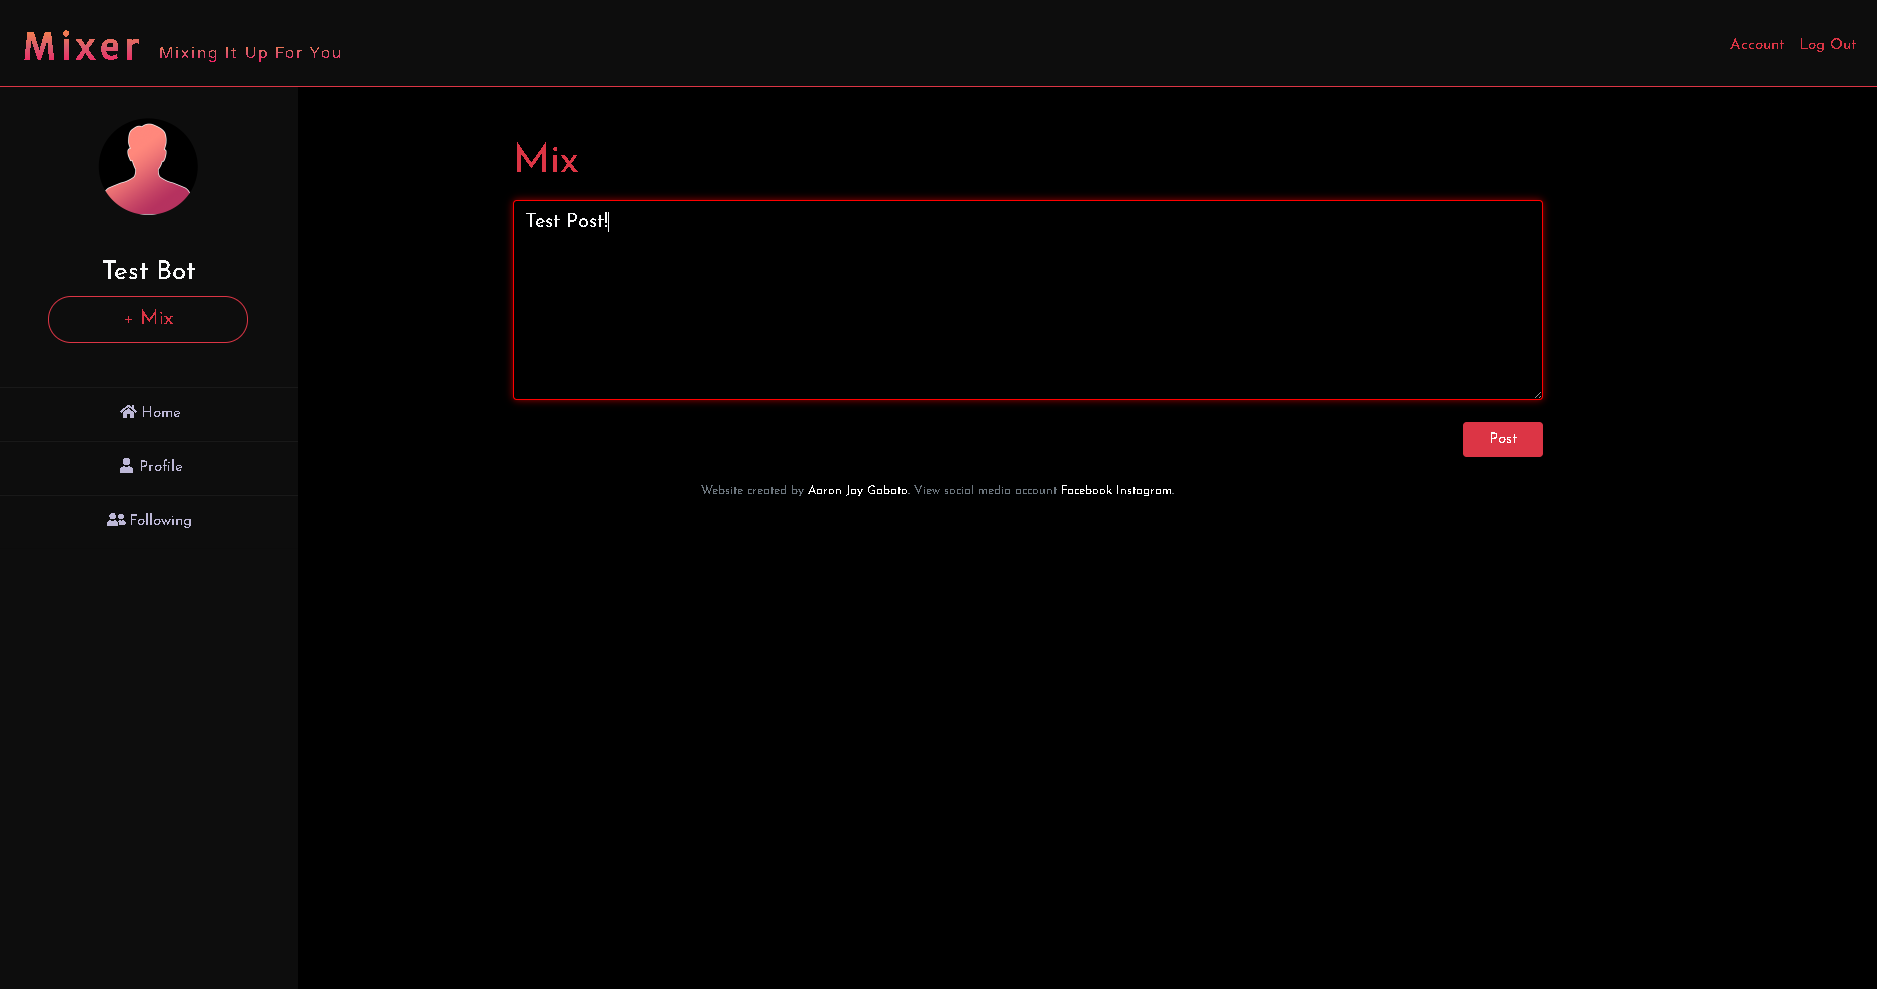 Mixer Mixing It Up For You
Account Log Out
Test Bot
+ Mix
Home
Profile
Following
Mix
Test Post!
Post
Website created by Aaron Jay Gabato. View social media account Facebook Instagram.